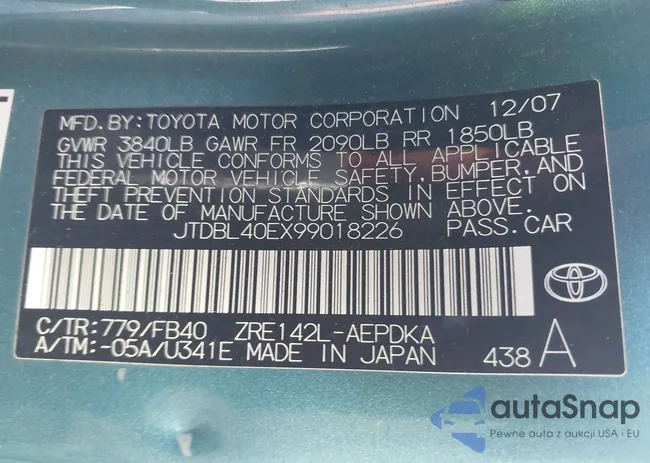 MFD.BY:TOYOTA MOTOR CORPORATION 12/07
GVWR 3840LB GAWR FR 2090LB RR 1850LB
THIS VEHICLE CONFORMS TO ALL APPLICABLE
FEDERAL MOTOR VEHICLE SAFETY,BUMPER,AND
THEFT PREVENTION STANDARDS IN EFFECT ON
THE DATE OF MANUFACTURE SHOWN ABOVE.
JTDBL40EX99018226 PASS.CAR
C/TR:779/FB40 ZRE142L-AEPDKA
A/TM:-05A/U341E MADE IN JAPAN 438 A
autaSnap
Pewne auta z aukcji USA i EU